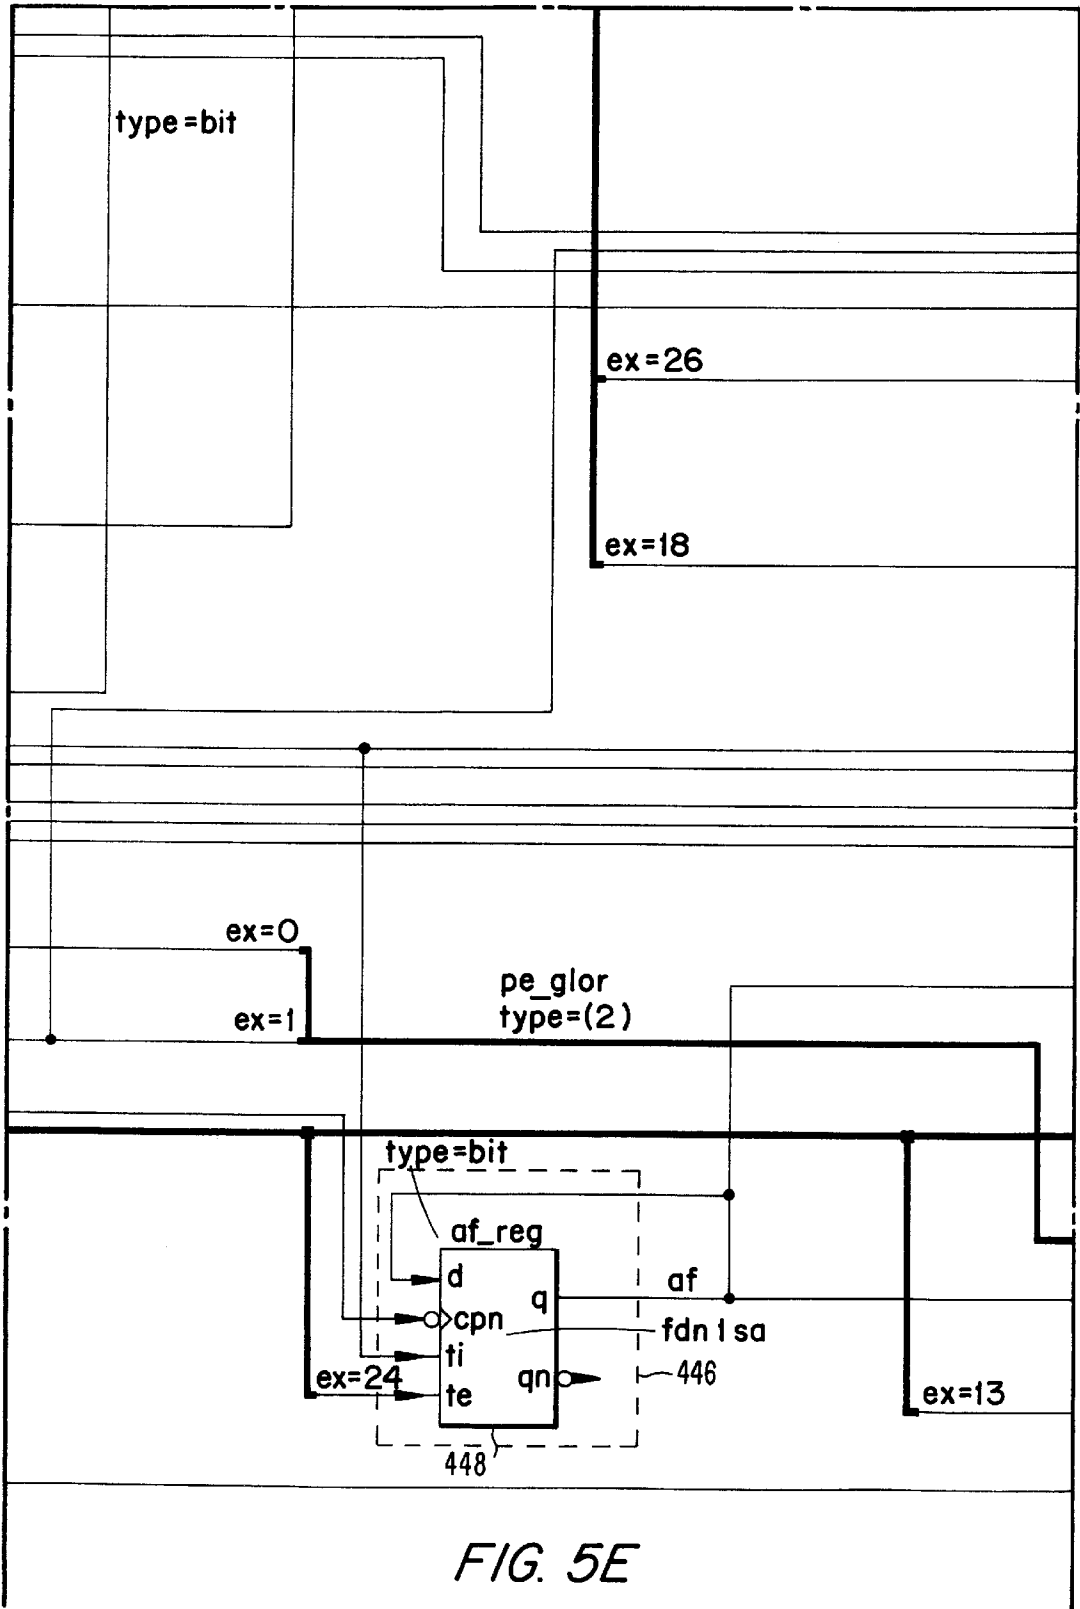 type=bit
ex=26
ex=18
ex=0
ex=1
pe_glor
type=(2)
type=bit
af_reg
d
cpn
ti
te
q
qn
af
fdn1sa
ex=24
446
448
ex=13
FIG. 5E